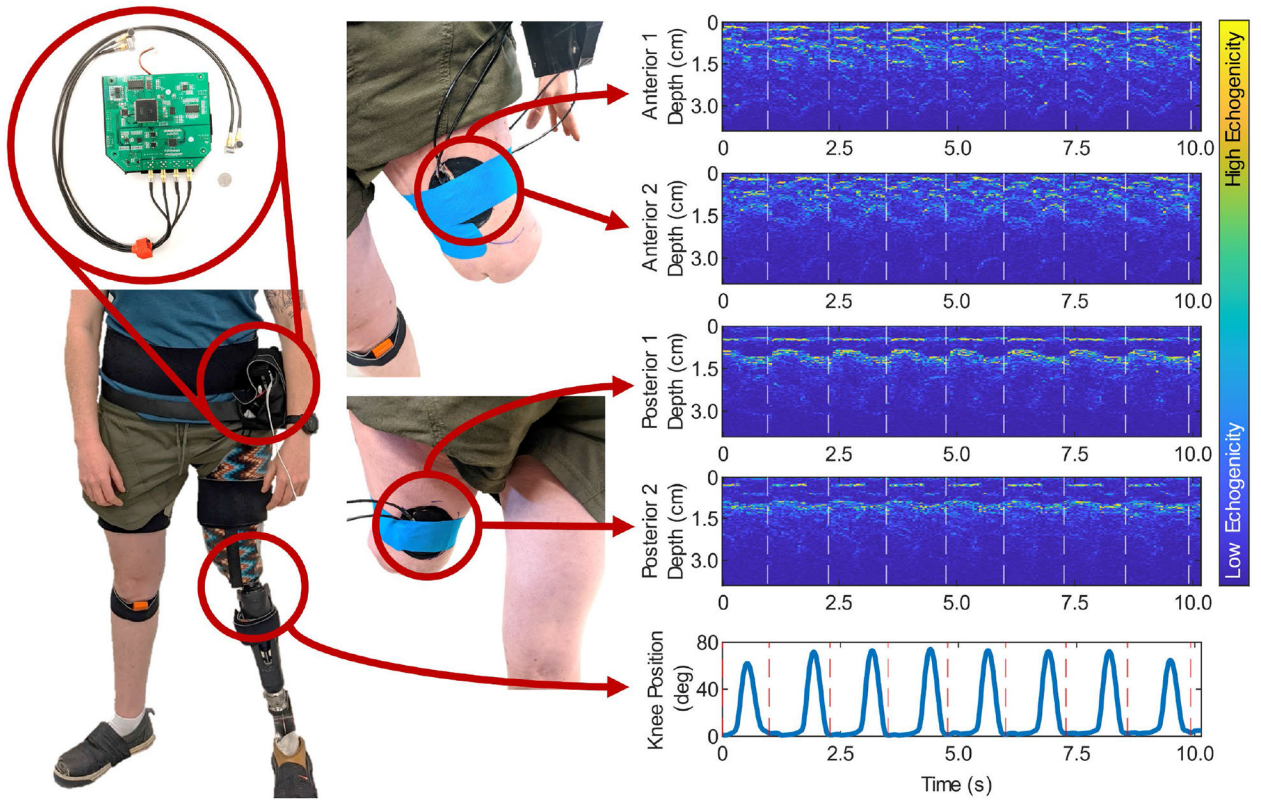 Anterior 1
Depth (cm)
0
1.5
3.0
0 2.5 5.0 7.5 10.0
Anterior 2
Depth (cm)
0
1.5
3.0
0 2.5 5.0 7.5 10.0
Posterior 1
Depth (cm)
0
1.5
3.0
0 2.5 5.0 7.5 10.0
Posterior 2
Depth (cm)
0
1.5
3.0
0 2.5 5.0 7.5 10.0
Knee Position
(deg)
80
40
0
0 2.5 5.0 7.5 10.0
Time (s)
High Echogenicity
Low Echogenicity